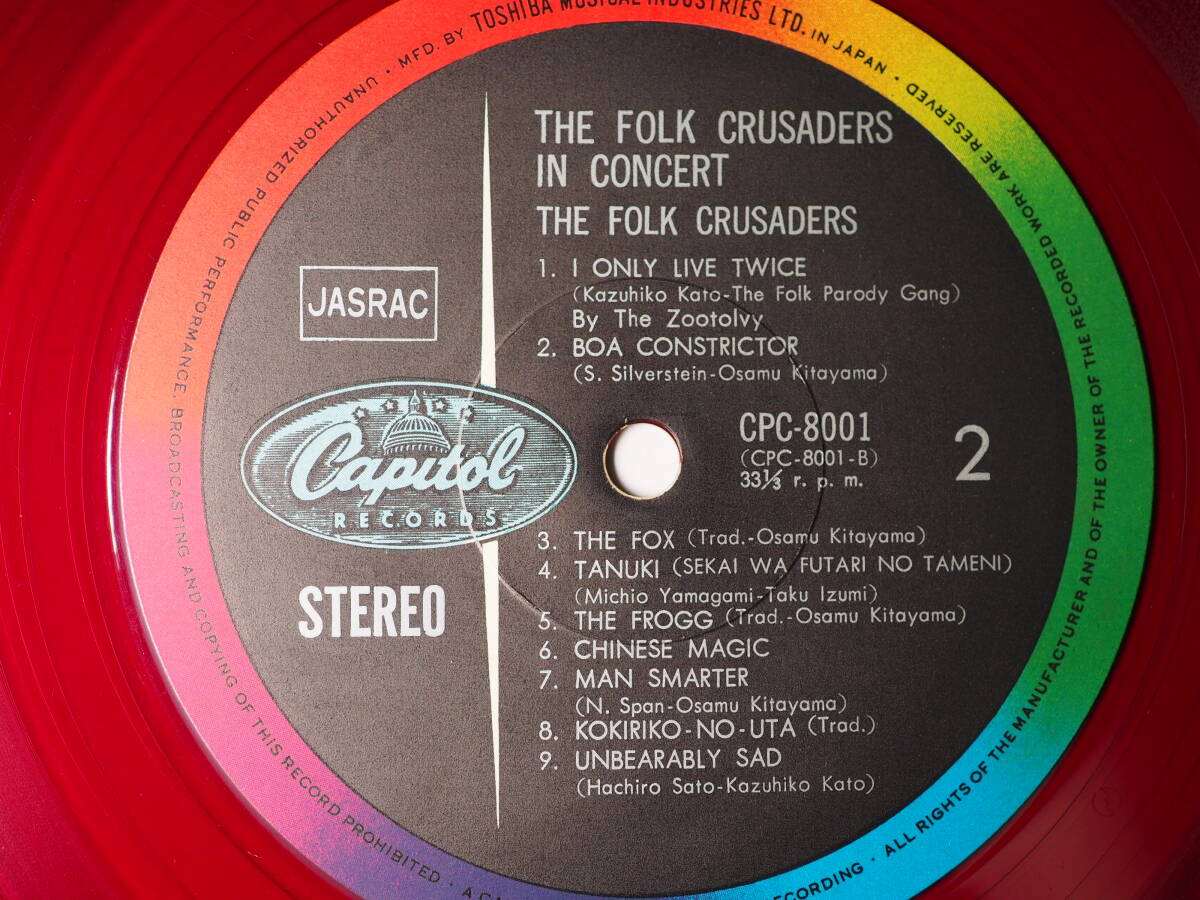 MFD. BY TOSHIBA MUSICAL INDUSTRIES LTD. IN JAPAN · ALL RIGHTS OF THE MANUFACTURER AND OF THE OWNER OF THE RECORDED WORK ARE RESERVED ·
UNAUTHORIZED PUBLIC PERFORMANCE, BROADCASTING AND COPYING OF THIS RECORD PROHIBITED · A
RECORDING ·
THE FOLK CRUSADERS
IN CONCERT
THE FOLK CRUSADERS
1. I ONLY LIVE TWICE
(Kazuhiko Kato-The Folk Parody Gang)
By The Zootolvy
2. BOA CONSTRICTOR
(S. Silverstein-Osamu Kitayama)
JASRAC
Capitol
RECORDS
STEREO
CPC-8001
(CPC-8001-B)
33⅓ r. p. m.
2
3. THE FOX (Trad.-Osamu Kitayama)
4. TANUKI (SEKAI WA FUTARI NO TAMENI)
(Michio Yamagami-Taku Izumi)
5. THE FROGG (Trad.-Osamu Kitayama)
6. CHINESE MAGIC
7. MAN SMARTER
(N. Span-Osamu Kitayama)
8. KOKIRIKO-NO-UTA (Trad.)
9. UNBEARABLY SAD
(Hachiro Sato-Kazuhiko Kato)